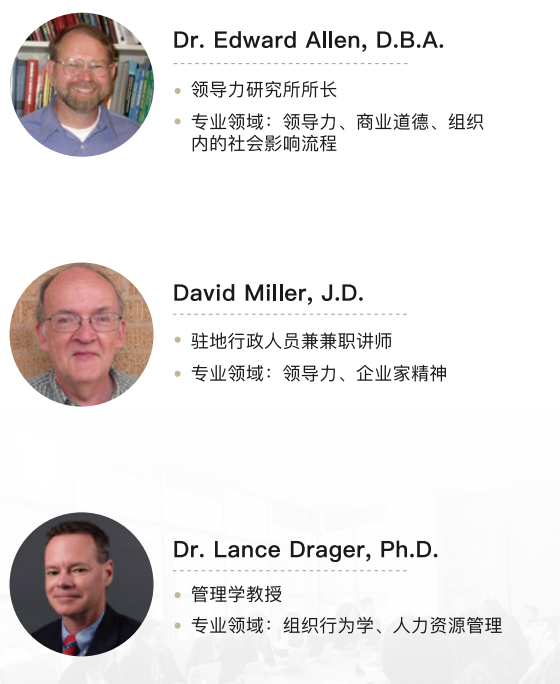 Dr. Edward Allen, D.B.A.
领导力研究所所长
专业领域：领导力、商业道德、组织
内的社会影响流程
David Miller, J.D.
驻地行政人员兼兼职讲师
专业领域：领导力、企业家精神
Dr. Lance Drager, Ph.D.
管理学教授
专业领域：组织行为学、人力资源管理